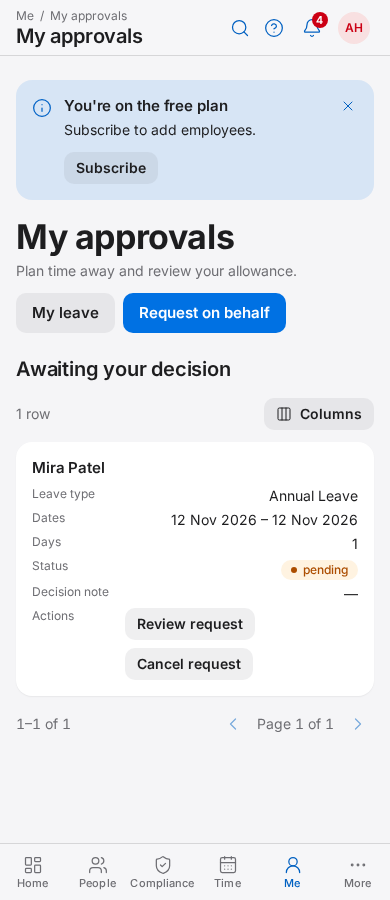 Me / My approvals
My approvals
4
AH
You're on the free plan
Subscribe to add employees.
Subscribe
My approvals
Plan time away and review your allowance.
My leave
Request on behalf
Awaiting your decision
1 row
Columns
Mira Patel
Leave type
Annual Leave
Dates
12 Nov 2026 – 12 Nov 2026
Days
1
Status
pending
Decision note
—
Actions
Review request
Cancel request
1–1 of 1
Page 1 of 1
Home
People
Compliance
Time
Me
More